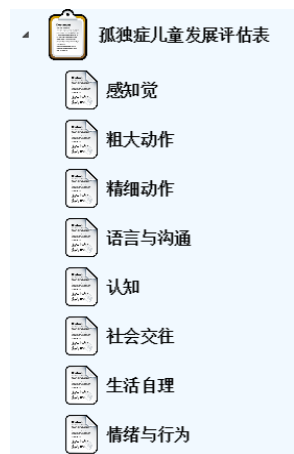 孤独症儿童发展评估表
感知觉
粗大动作
精细动作
语言与沟通
认知
社会交往
生活自理
情绪与行为